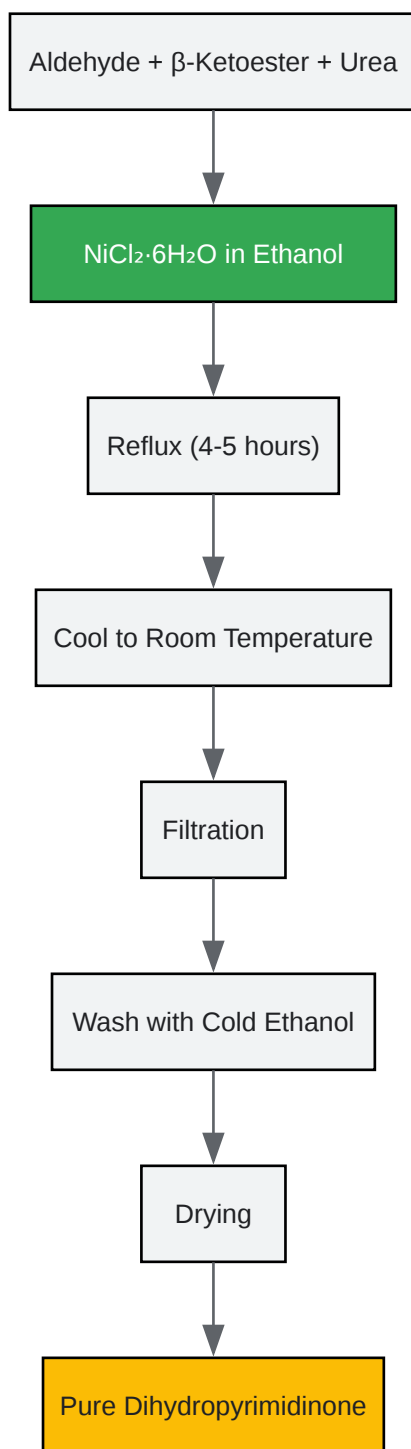 Aldehyde + β-Ketoester + Urea
NiCl₂·6H₂O in Ethanol
Reflux (4-5 hours)
Cool to Room Temperature
Filtration
Wash with Cold Ethanol
Drying
Pure Dihydropyrimidinone